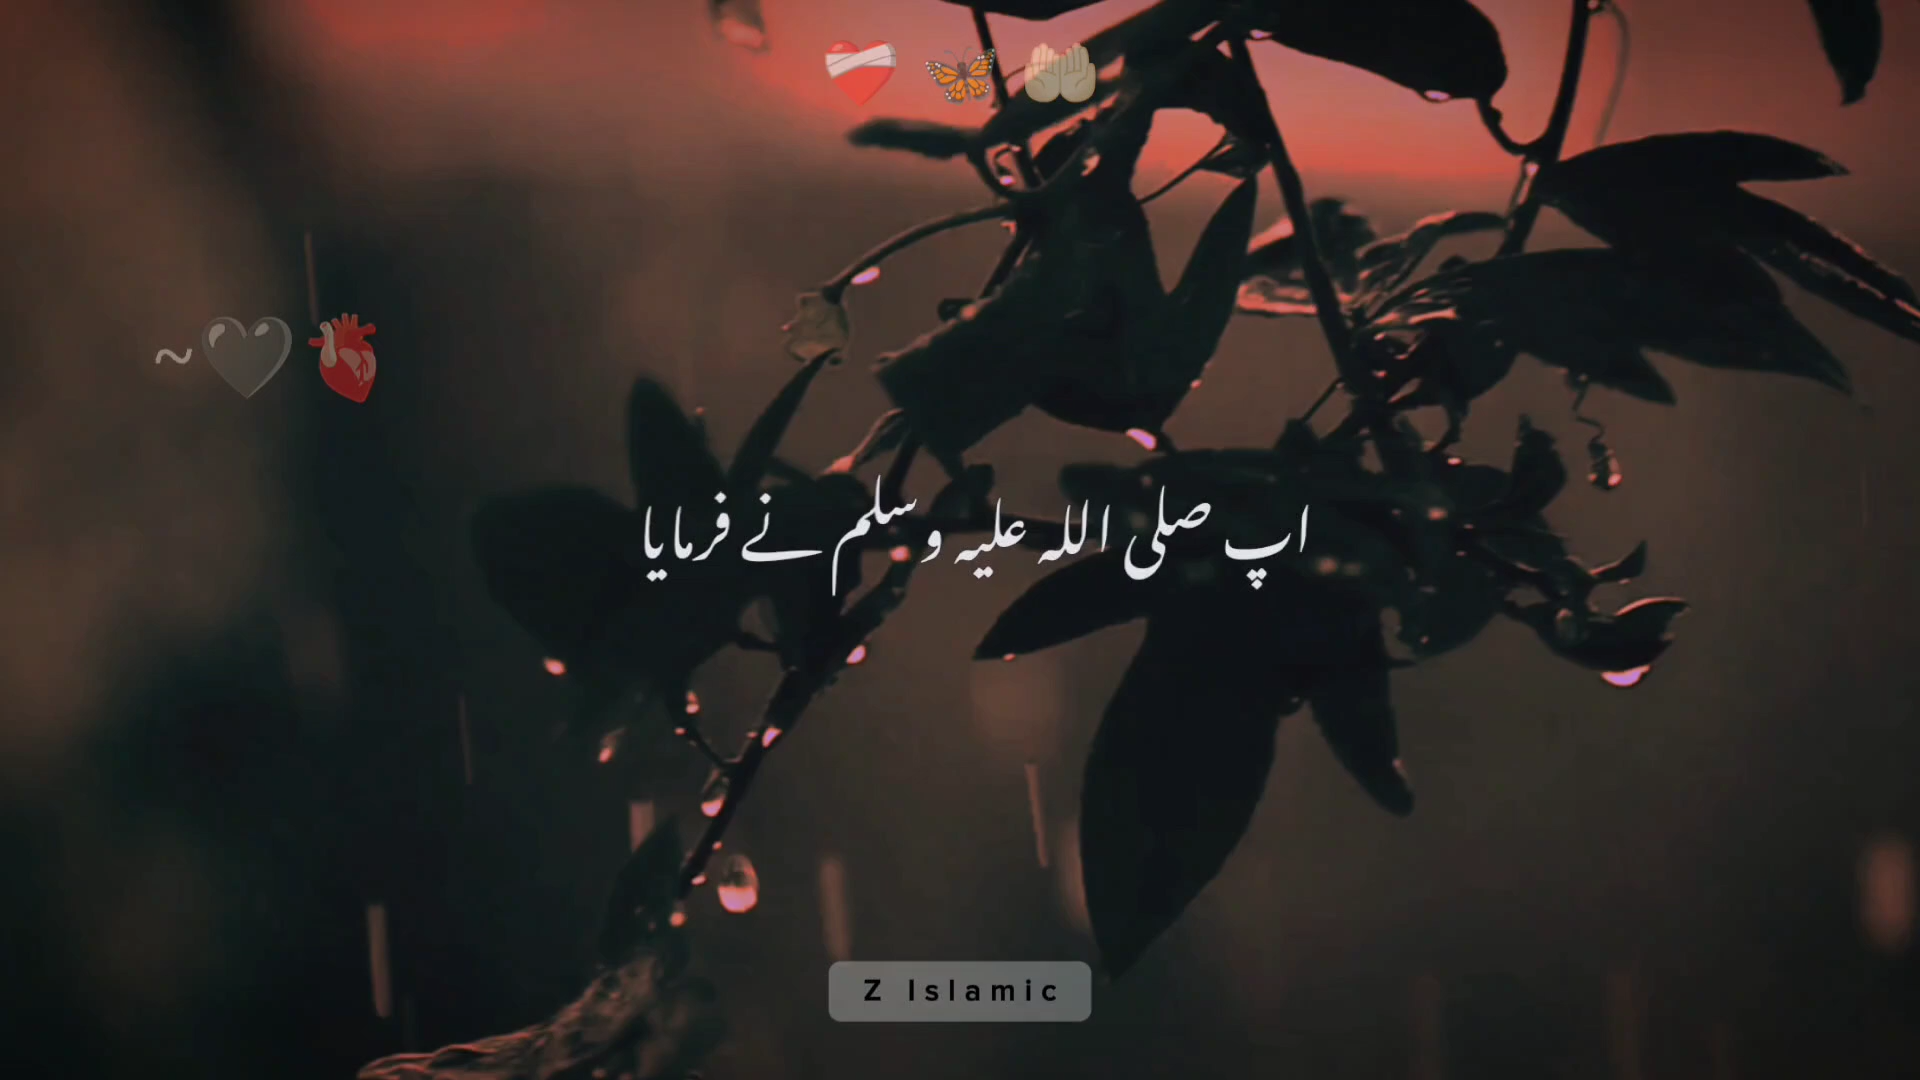 ❤️‍🩹 🦋 🤲
~🖤🫀
اپ صلی اللہ علیہ وسلم نے فرمایا
Z Islamic